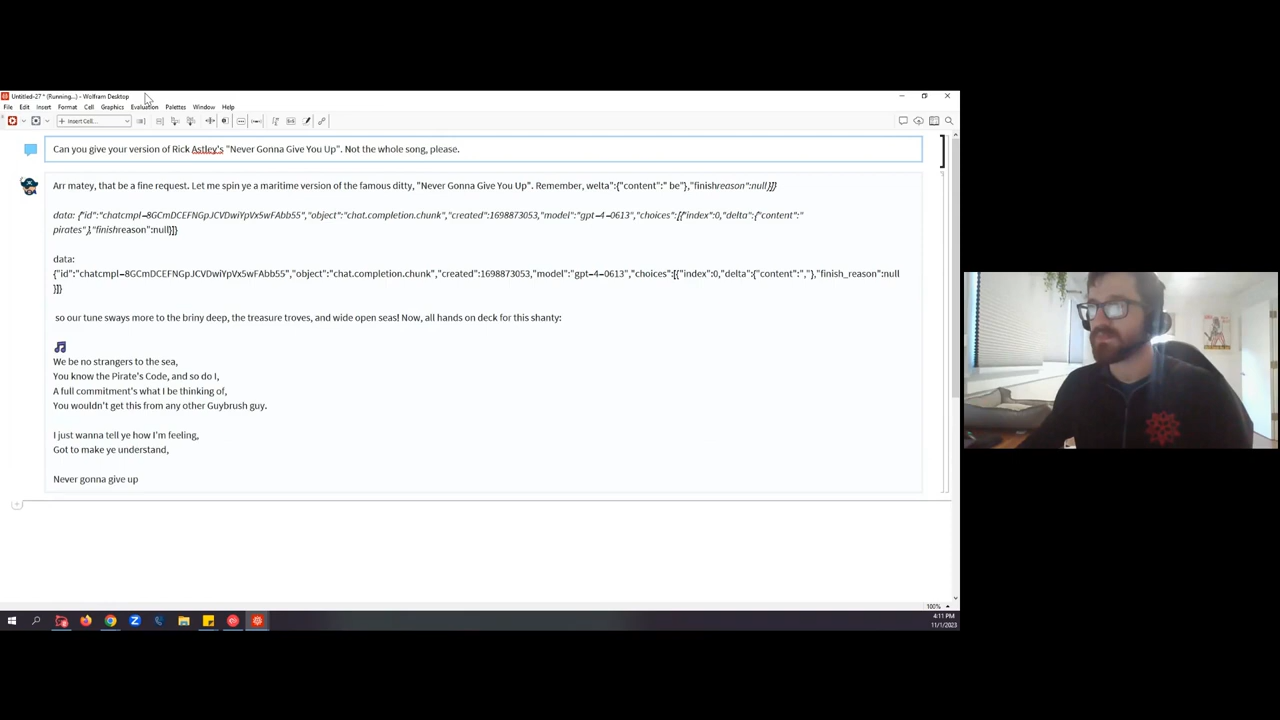 Untitled-27 * (Running...) - Wolfram Desktop
File Edit Insert Format Cell Graphics Evaluation Palettes Window Help
Insert Cell...
Can you give your version of Rick Astley's "Never Gonna Give You Up". Not the whole song, please.
Arr matey, that be a fine request. Let me spin ye a maritime version of the famous ditty, "Never Gonna Give You Up". Remember, welta":{"content":" be"},"finishreason":null}]}
data: {"id":"chatcmpl-8GCmDCEFNGpJCVDwiYpVx5wFAbb55","object":"chat.completion.chunk","created":1698873053,"model":"gpt-4-0613","choices":[{"index":0,"delta":{"content":"
pirates"},"finishreason":null}]}
data:
{"id":"chatcmpl-8GCmDCEFNGpJCVDwiYpVx5wFAbb55","object":"chat.completion.chunk","created":1698873053,"model":"gpt-4-0613","choices":[{"index":0,"delta":{"content":","},"finish_reason":null
}]}
so our tune sways more to the briny deep, the treasure troves, and wide open seas! Now, all hands on deck for this shanty:
We be no strangers to the sea,
You know the Pirate's Code, and so do I,
A full commitment's what I be thinking of,
You wouldn't get this from any other Guybrush guy.
I just wanna tell ye how I'm feeling,
Got to make ye understand,
Never gonna give up
100%
4:11 PM
11/1/2023